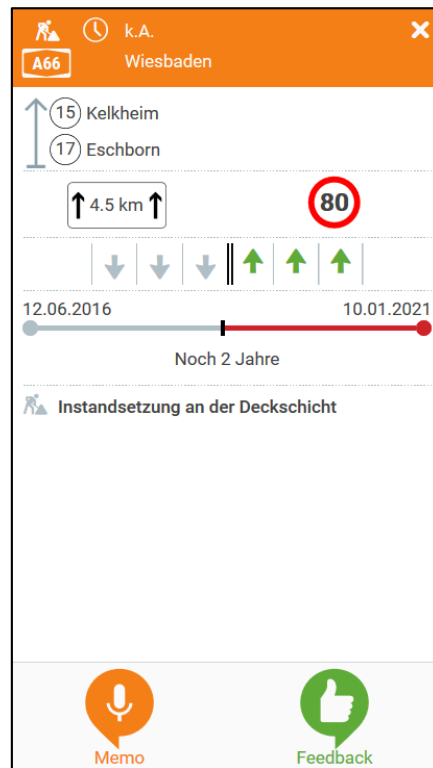 k.A.
A66 Wiesbaden
15 Kelkheim
17 Eschborn
4.5 km
80
12.06.2016 10.01.2021
Noch 2 Jahre
Instandsetzung an der Deckschicht
Memo Feedback